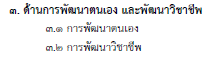 ๓. ด้านการพัฒนาตนเอง และพัฒนาวิชาชีพ
๓.๑ การพัฒนาตนเอง
๓.๒ การพัฒนาวิชาชีพ